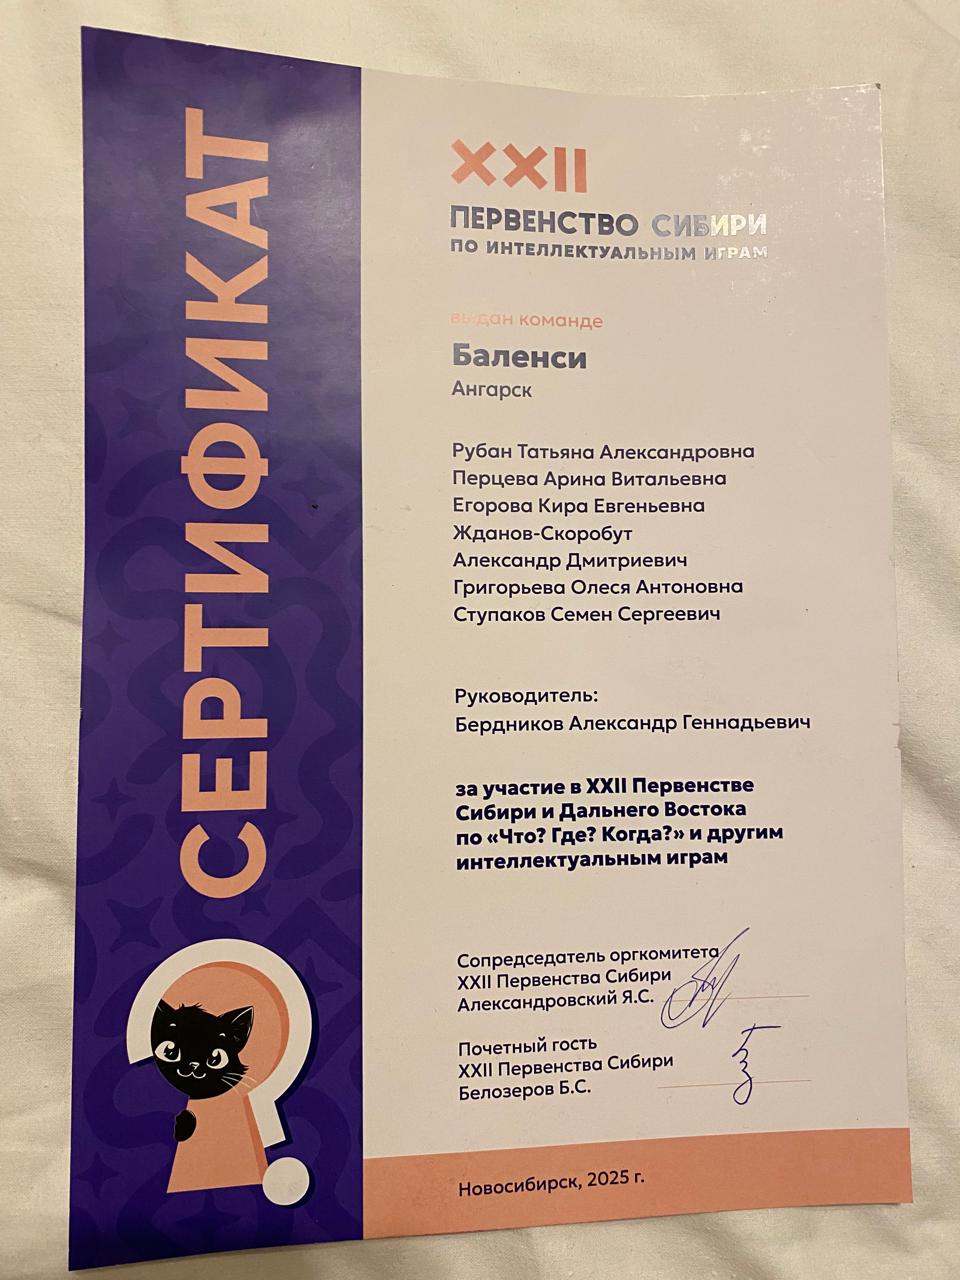 СЕРТИФИКАТ
XXII
ПЕРВЕНСТВО СИБИРИ
ПО ИНТЕЛЛЕКТУАЛЬНЫМ ИГРАМ
выдан команде
Баленси
Ангарск
Рубан Татьяна Александровна
Перцева Арина Витальевна
Егорова Кира Евгеньевна
Жданов-Скоробут
Александр Дмитриевич
Григорьева Олеся Антоновна
Ступаков Семен Сергеевич
Руководитель:
Бердников Александр Геннадьевич
за участие в XXII Первенстве
Сибири и Дальнего Востока
по «Что? Где? Когда?» и другим
интеллектуальным играм
Сопредседатель оргкомитета
XXII Первенства Сибири
Александровский Я.С.
Почетный гость
XXII Первенства Сибири
Белозеров Б.С.
Новосибирск, 2025 г.